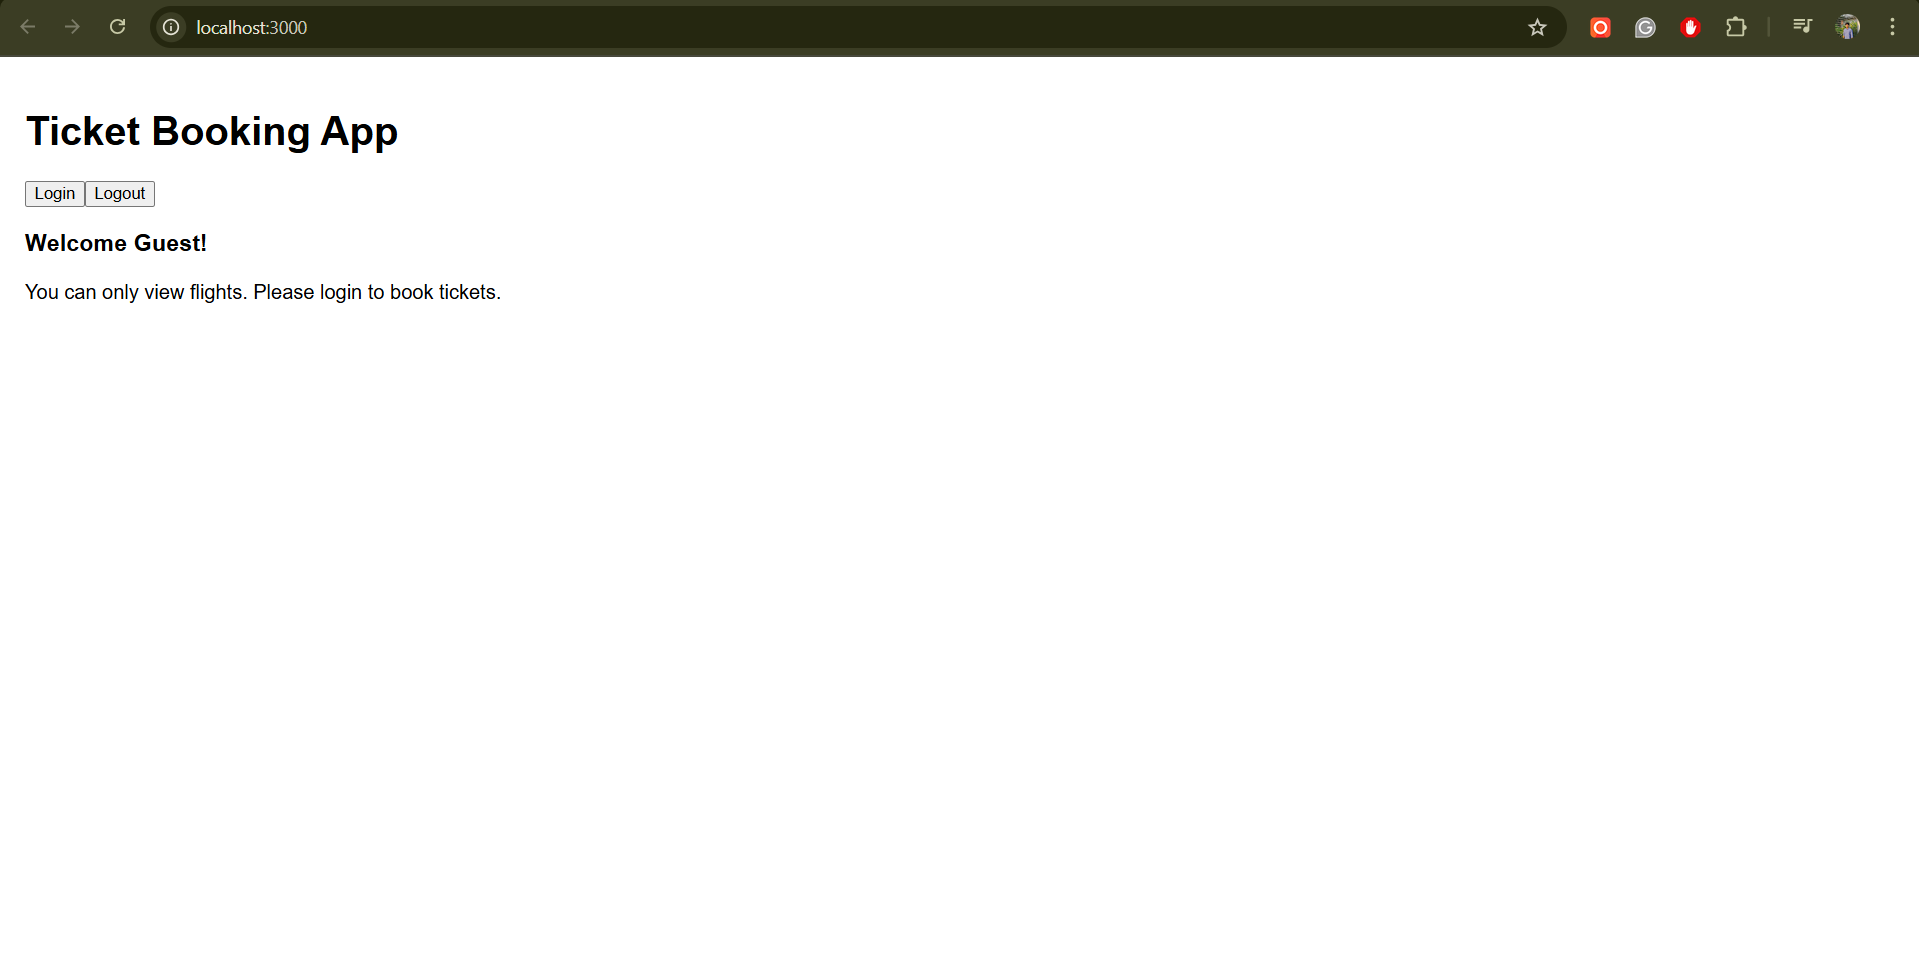 localhost:3000
Ticket Booking App
Login Logout
Welcome Guest!
You can only view flights. Please login to book tickets.